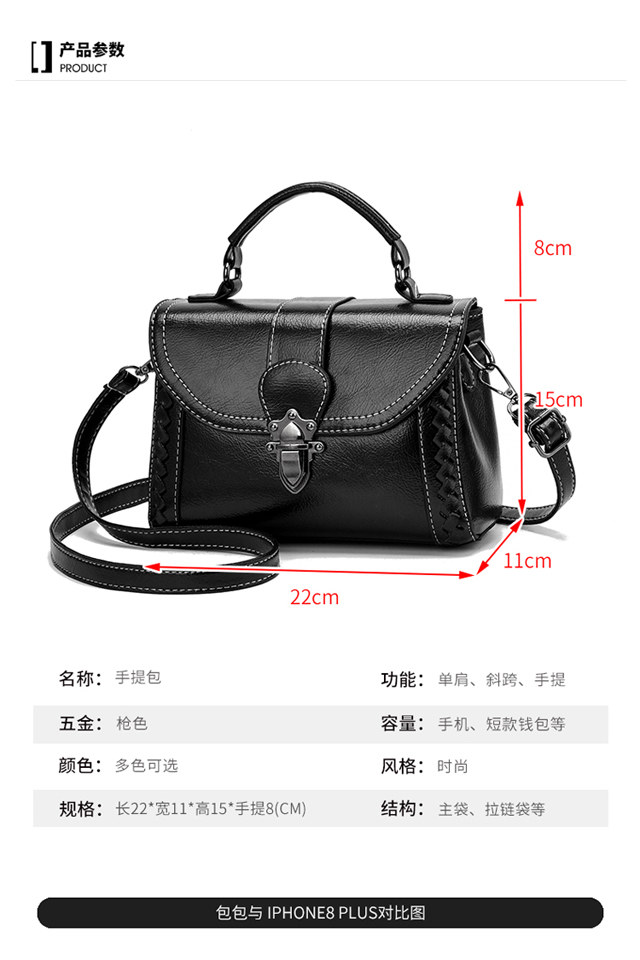 产品参数
PRODUCT
8cm
15cm
11cm
22cm
名称： 手提包
功能： 单肩、斜跨、手提
五金： 枪色
容量： 手机、短款钱包等
颜色： 多色可选
风格： 时尚
规格： 长22*宽11*高15*手提8(CM)
结构： 主袋、拉链袋等
包包与 IPHONE8 PLUS对比图